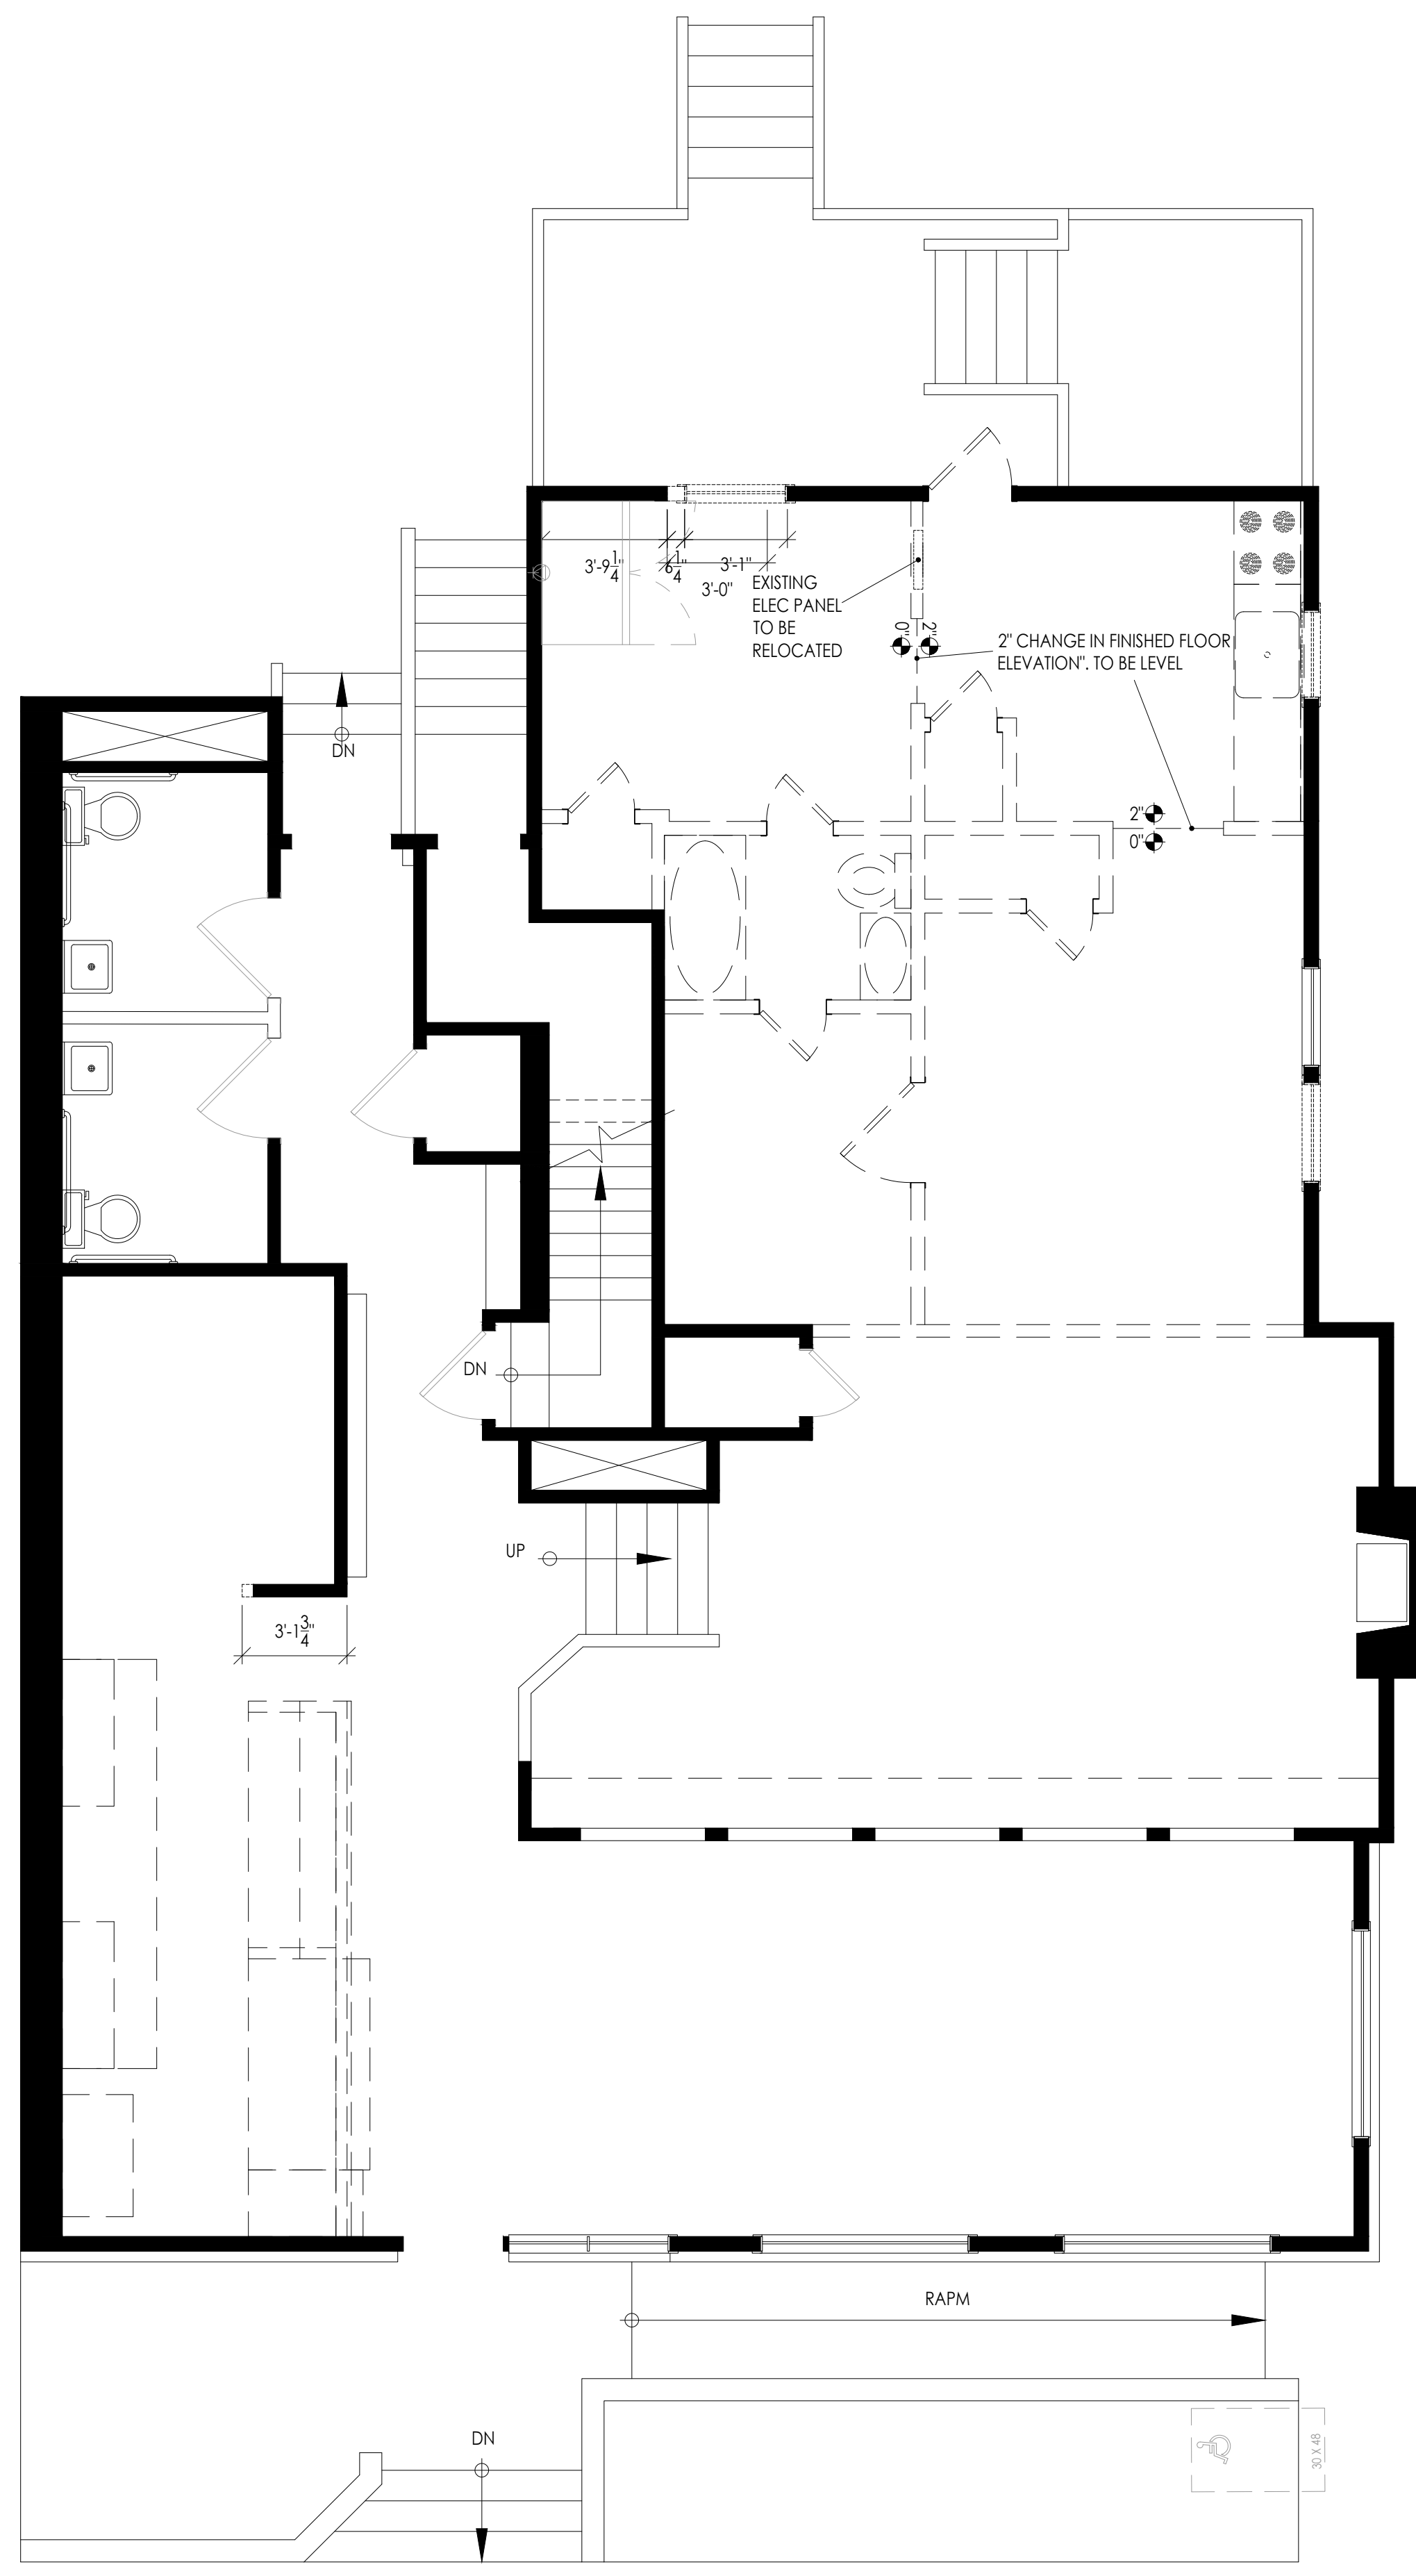 3'-9 1/4"
6 1/4"
3'-1"
3'-0"
EXISTING
ELEC PANEL
TO BE
RELOCATED
0"
2"
2" CHANGE IN FINISHED FLOOR
ELEVATION". TO BE LEVEL
DN
2"
0"
DN
UP
3'-1 3/4"
RAPM
DN
30 X 48